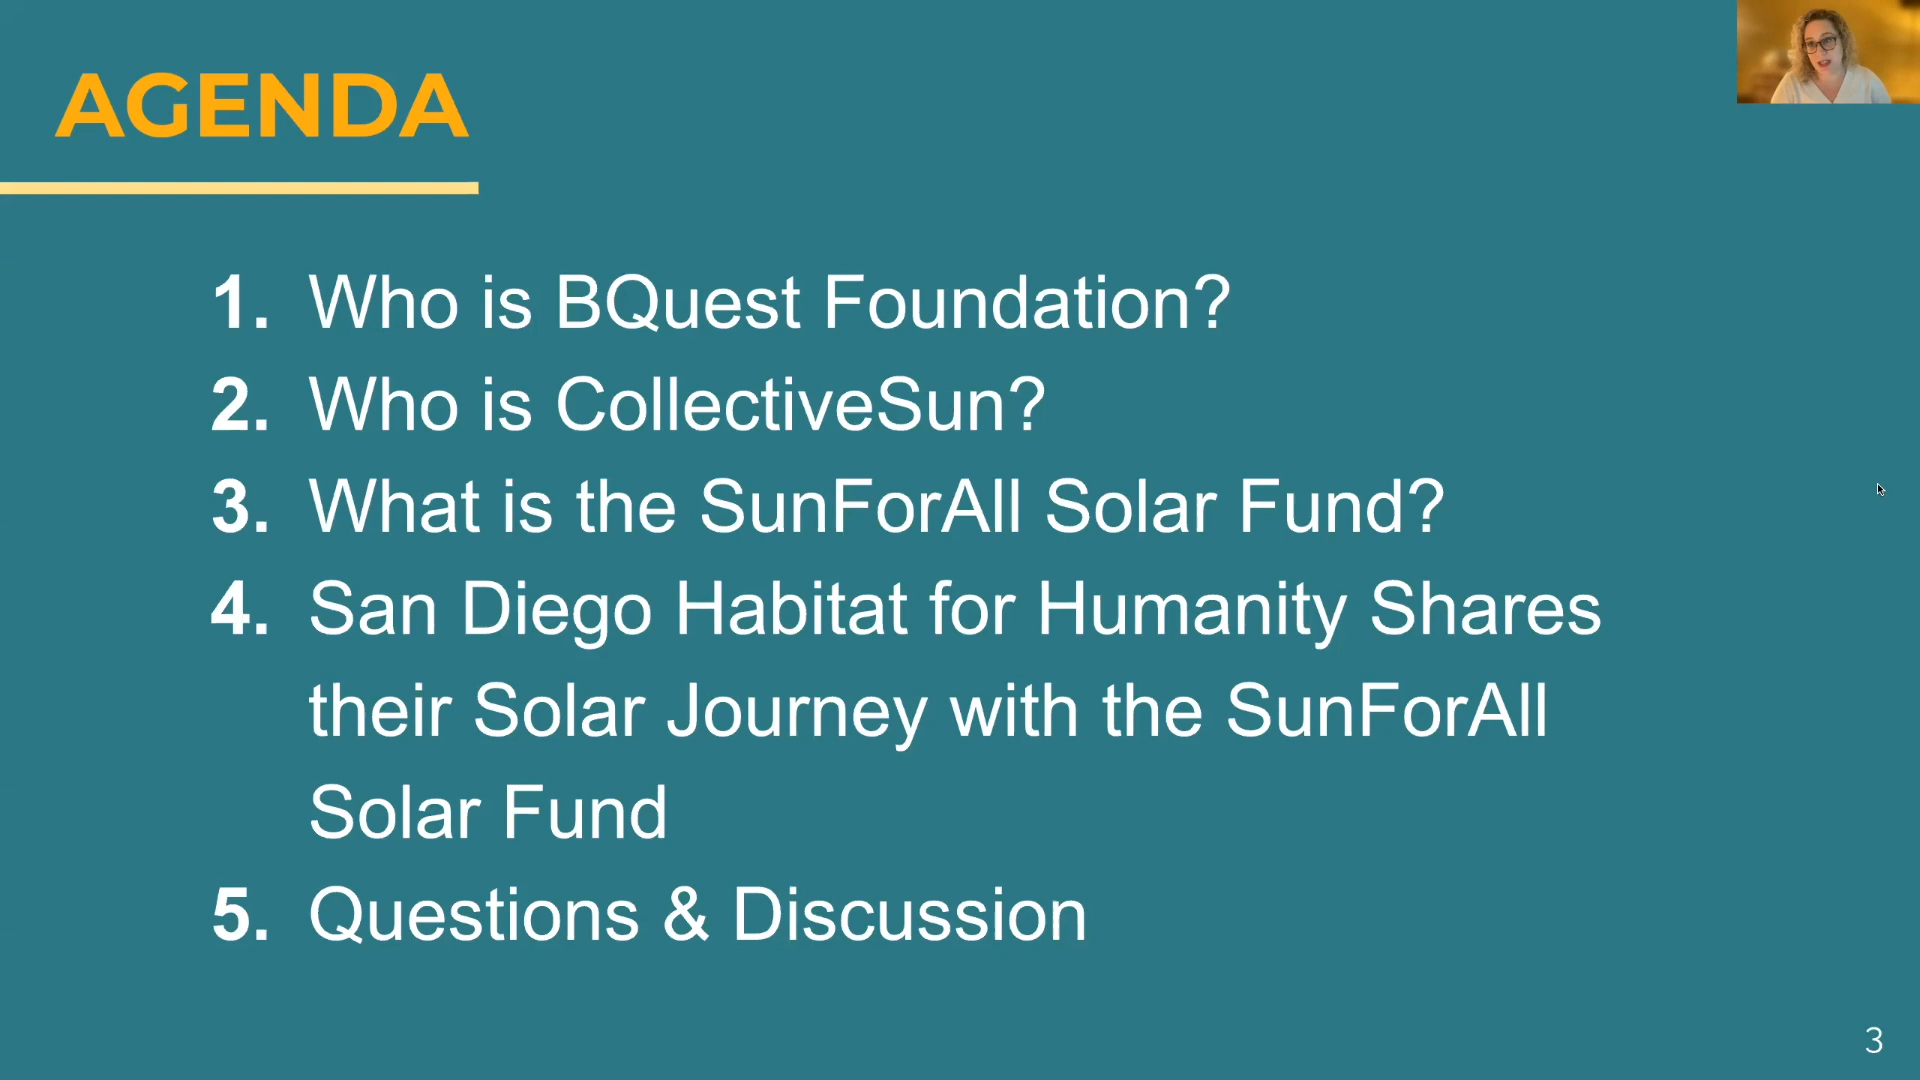 AGENDA
1. Who is BQuest Foundation?
2. Who is CollectiveSun?
3. What is the SunForAll Solar Fund?
4. San Diego Habitat for Humanity Shares
their Solar Journey with the SunForAll
Solar Fund
5. Questions & Discussion
3